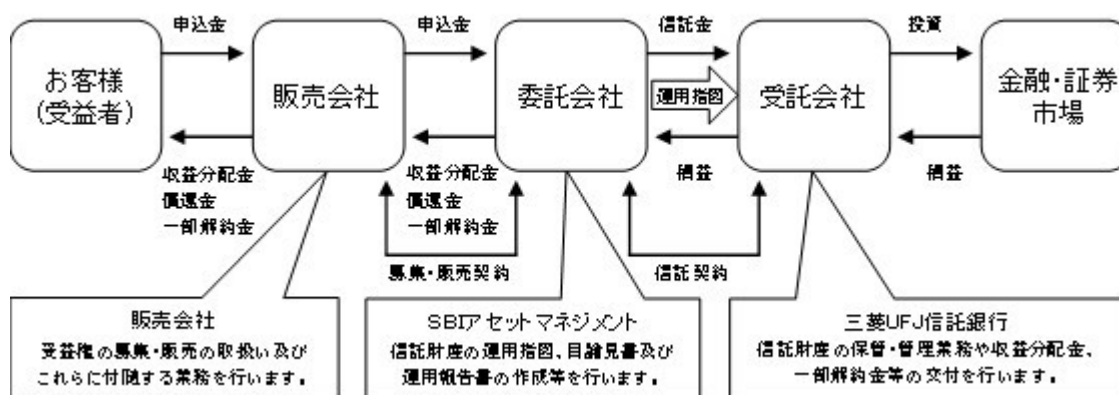 申込金
申込金
信託金
投資
お客様
(受益者)
販売会社
委託会社
運用指図
受託会社
金融・証券
市場
収益分配金
償還金
一部解約金
収益分配金
償還金
一部解約金
損益
損益
募集・販売契約
信託契約
販売会社
受益権の募集・販売の取扱い及び
これらに付随する業務を行います。
SBIアセットマネジメント
信託財産の運用指図、目論見書及び
運用報告書の作成等を行います。
三菱UFJ信託銀行
信託財産の保管・管理業務や収益分配金、
一部解約金等の交付を行います。